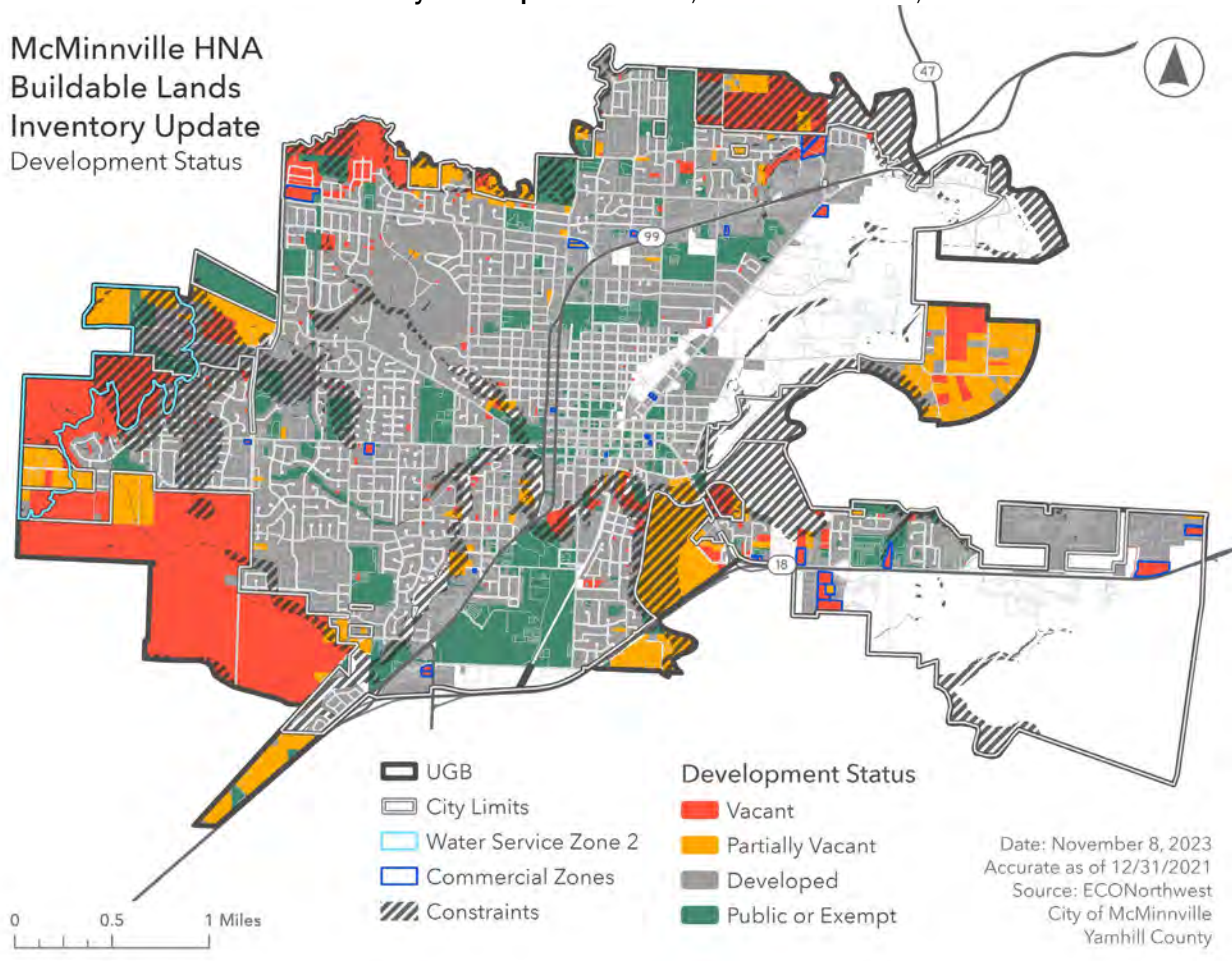 McMinnville HNA
Buildable Lands
Inventory Update
Development Status
47
99
18
UGB
City Limits
Water Service Zone 2
Commercial Zones
Constraints
Development Status
Vacant
Partially Vacant
Developed
Public or Exempt
Date: November 8, 2023
Accurate as of 12/31/2021
Source: ECONorthwest
City of McMinnville
Yamhill County
0 0.5 1 Miles